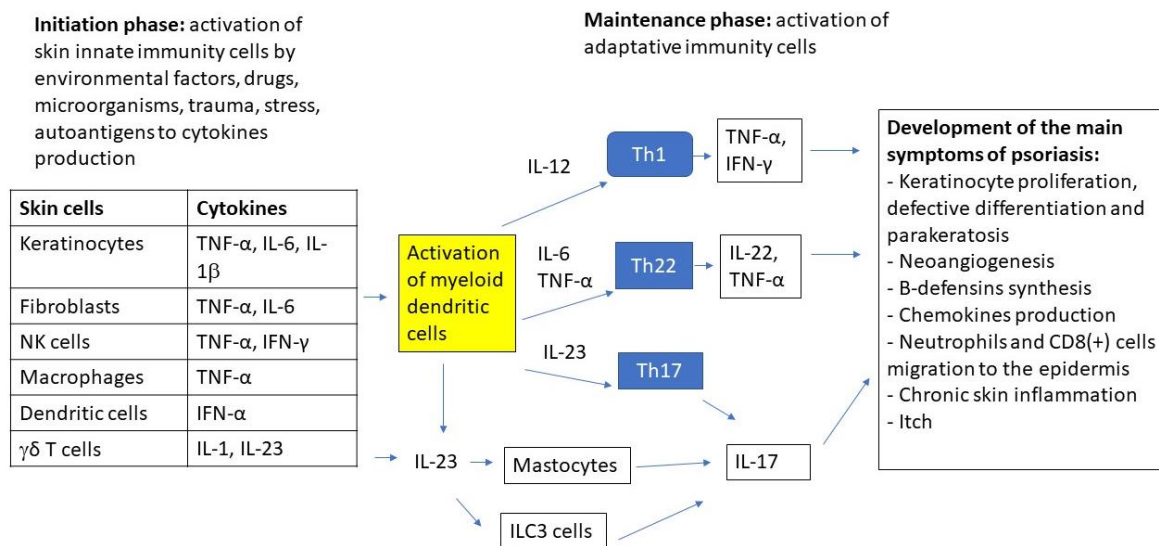 Initiation phase: activation of
skin innate immunity cells by
environmental factors, drugs,
microorganisms, trauma, stress,
autoantigens to cytokines
production
Maintenance phase: activation of
adaptative immunity cells
Skin cells Cytokines
Keratinocytes TNF-α, IL-6, IL-
1β
Fibroblasts TNF-α, IL-6
NK cells TNF-α, IFN-γ
Macrophages TNF-α
Dendritic cells IFN-α
γδ T cells IL-1, IL-23
Activation
of myeloid
dendritic
cells
IL-12
Th1
TNF-α,
IFN-γ
IL-6
TNF-α
Th22
IL-22,
TNF-α
IL-23
Th17
IL-23
Mastocytes
IL-17
ILC3 cells
Development of the main
symptoms of psoriasis:
- Keratinocyte proliferation,
defective differentiation and
parakeratosis
- Neoangiogenesis
- B-defensins synthesis
- Chemokines production
- Neutrophils and CD8(+) cells
migration to the epidermis
- Chronic skin inflammation
- Itch